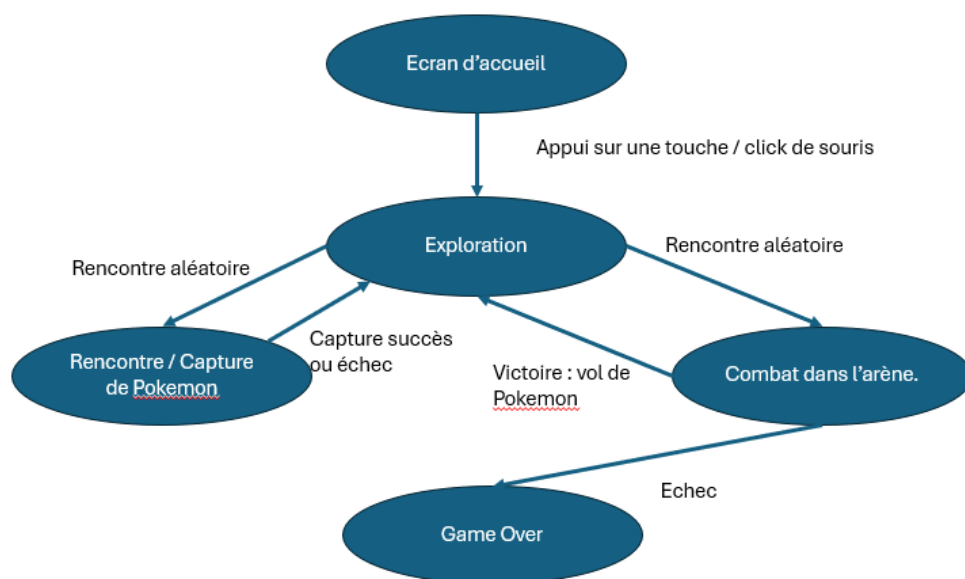 Ecran d'accueil
Appui sur une touche / click de souris
Exploration
Rencontre aléatoire
Rencontre aléatoire
Capture succès
ou échec
Rencontre / Capture
de Pokemon
Victoire : vol de
Pokemon
Combat dans l'arène.
Echec
Game Over